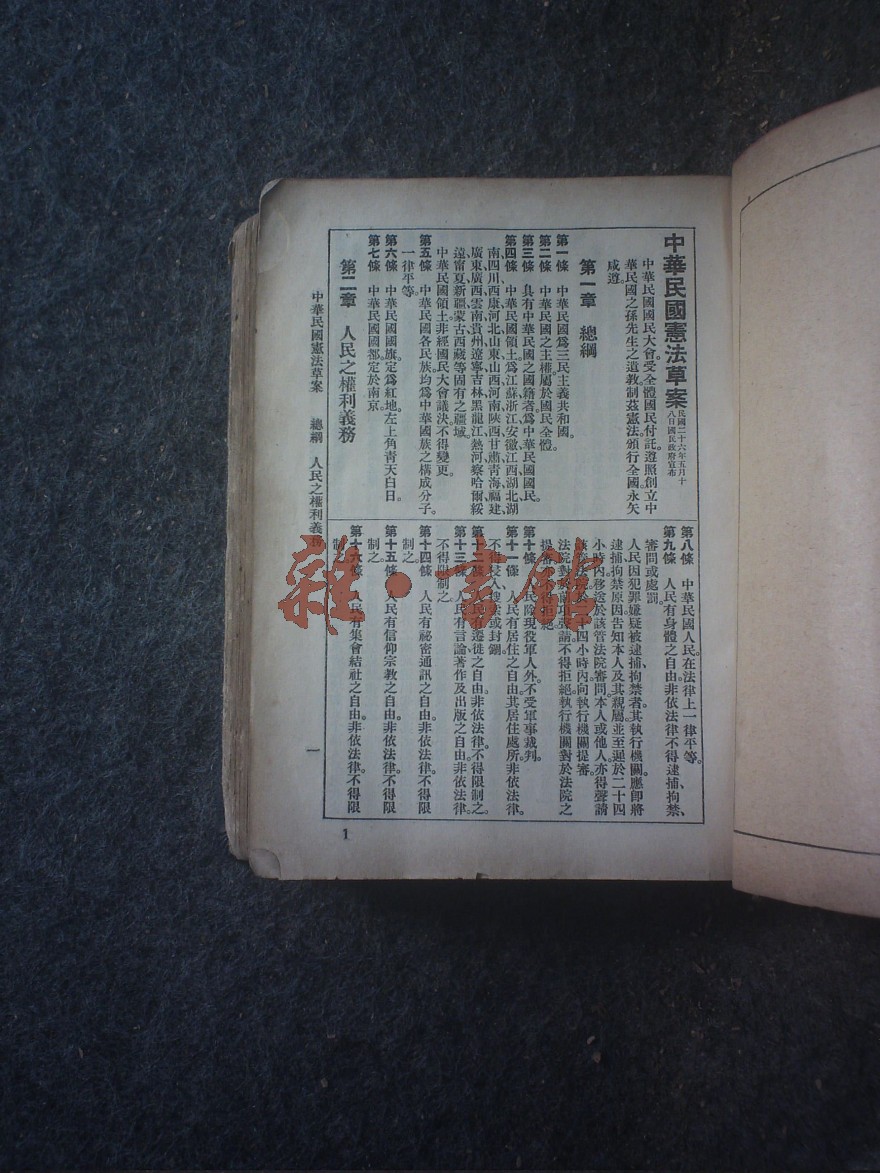 中華民國憲法草案
民國二十六年五月十
八日國民政府宣布
中華民國國民大會。受全體國民付託。遵照創立中
華民國之孫先生之遺教。制茲憲法。頒行全國。永矢
咸遵。
第一章　總綱
第一條　中華民國爲三民主義共和國。
第二條　中華民國之主權屬於國民全體。
第三條　具有中華民國之國籍者。爲中華民國國民。
第四條　中華民國領土。爲江蘇浙江安徽江西湖北湖
南四川西康河北山東山西河南陝西甘肅青海福建
廣東廣西雲南貴州遼寧吉林黑龍江熱河察哈爾綏
遠甯夏新疆蒙古西藏等固有之疆域。
中華民國領土。非經國民大會議決。不得變更。
第五條　中華民國各民族。均爲中華國族之構成分子。
一律平等。
第六條　中華民國國旗。定爲紅地。左上角青天白日。
第七條　中華民國國都。定於南京。
第二章　人民之權利義務
第八條　中華民國人民。在法律上一律平等。
第九條　人民有身體之自由。非依法律。不得逮捕、拘禁、
審問或處罰。
人民因犯罪嫌疑被逮捕、拘禁者。其執行機關應卽將
逮捕拘禁原因。告知本人及其親屬。並至遲於二十四
小時內。移送於該管法院審問。本人或他人。亦得聲請
該管法院。於二十四小時內。向執行機關提審。
法院對於前項聲請。不得拒絕。執行機關對於法院之
提審。亦不得拒絕。
第十條　人民除現役軍人外。不受軍事裁判。
第十一條　人民有居住之自由。其居住處所。非依法律。
不得侵入搜索或封錮。
第十二條　人民有遷徙之自由。非依法律。不得限制之。
第十三條　人民有言論、著作及出版之自由。非依法律。
不得限制之。
第十四條　人民有祕密通訊之自由。非依法律。不得限
制之。
第十五條　人民有信仰宗教之自由。非依法律。不得限
制之。
第十六條　人民有集會結社之自由。非依法律。不得限
制之。
中華民國憲法草案　總綱　人民之權利義務
一
1
雜·书館